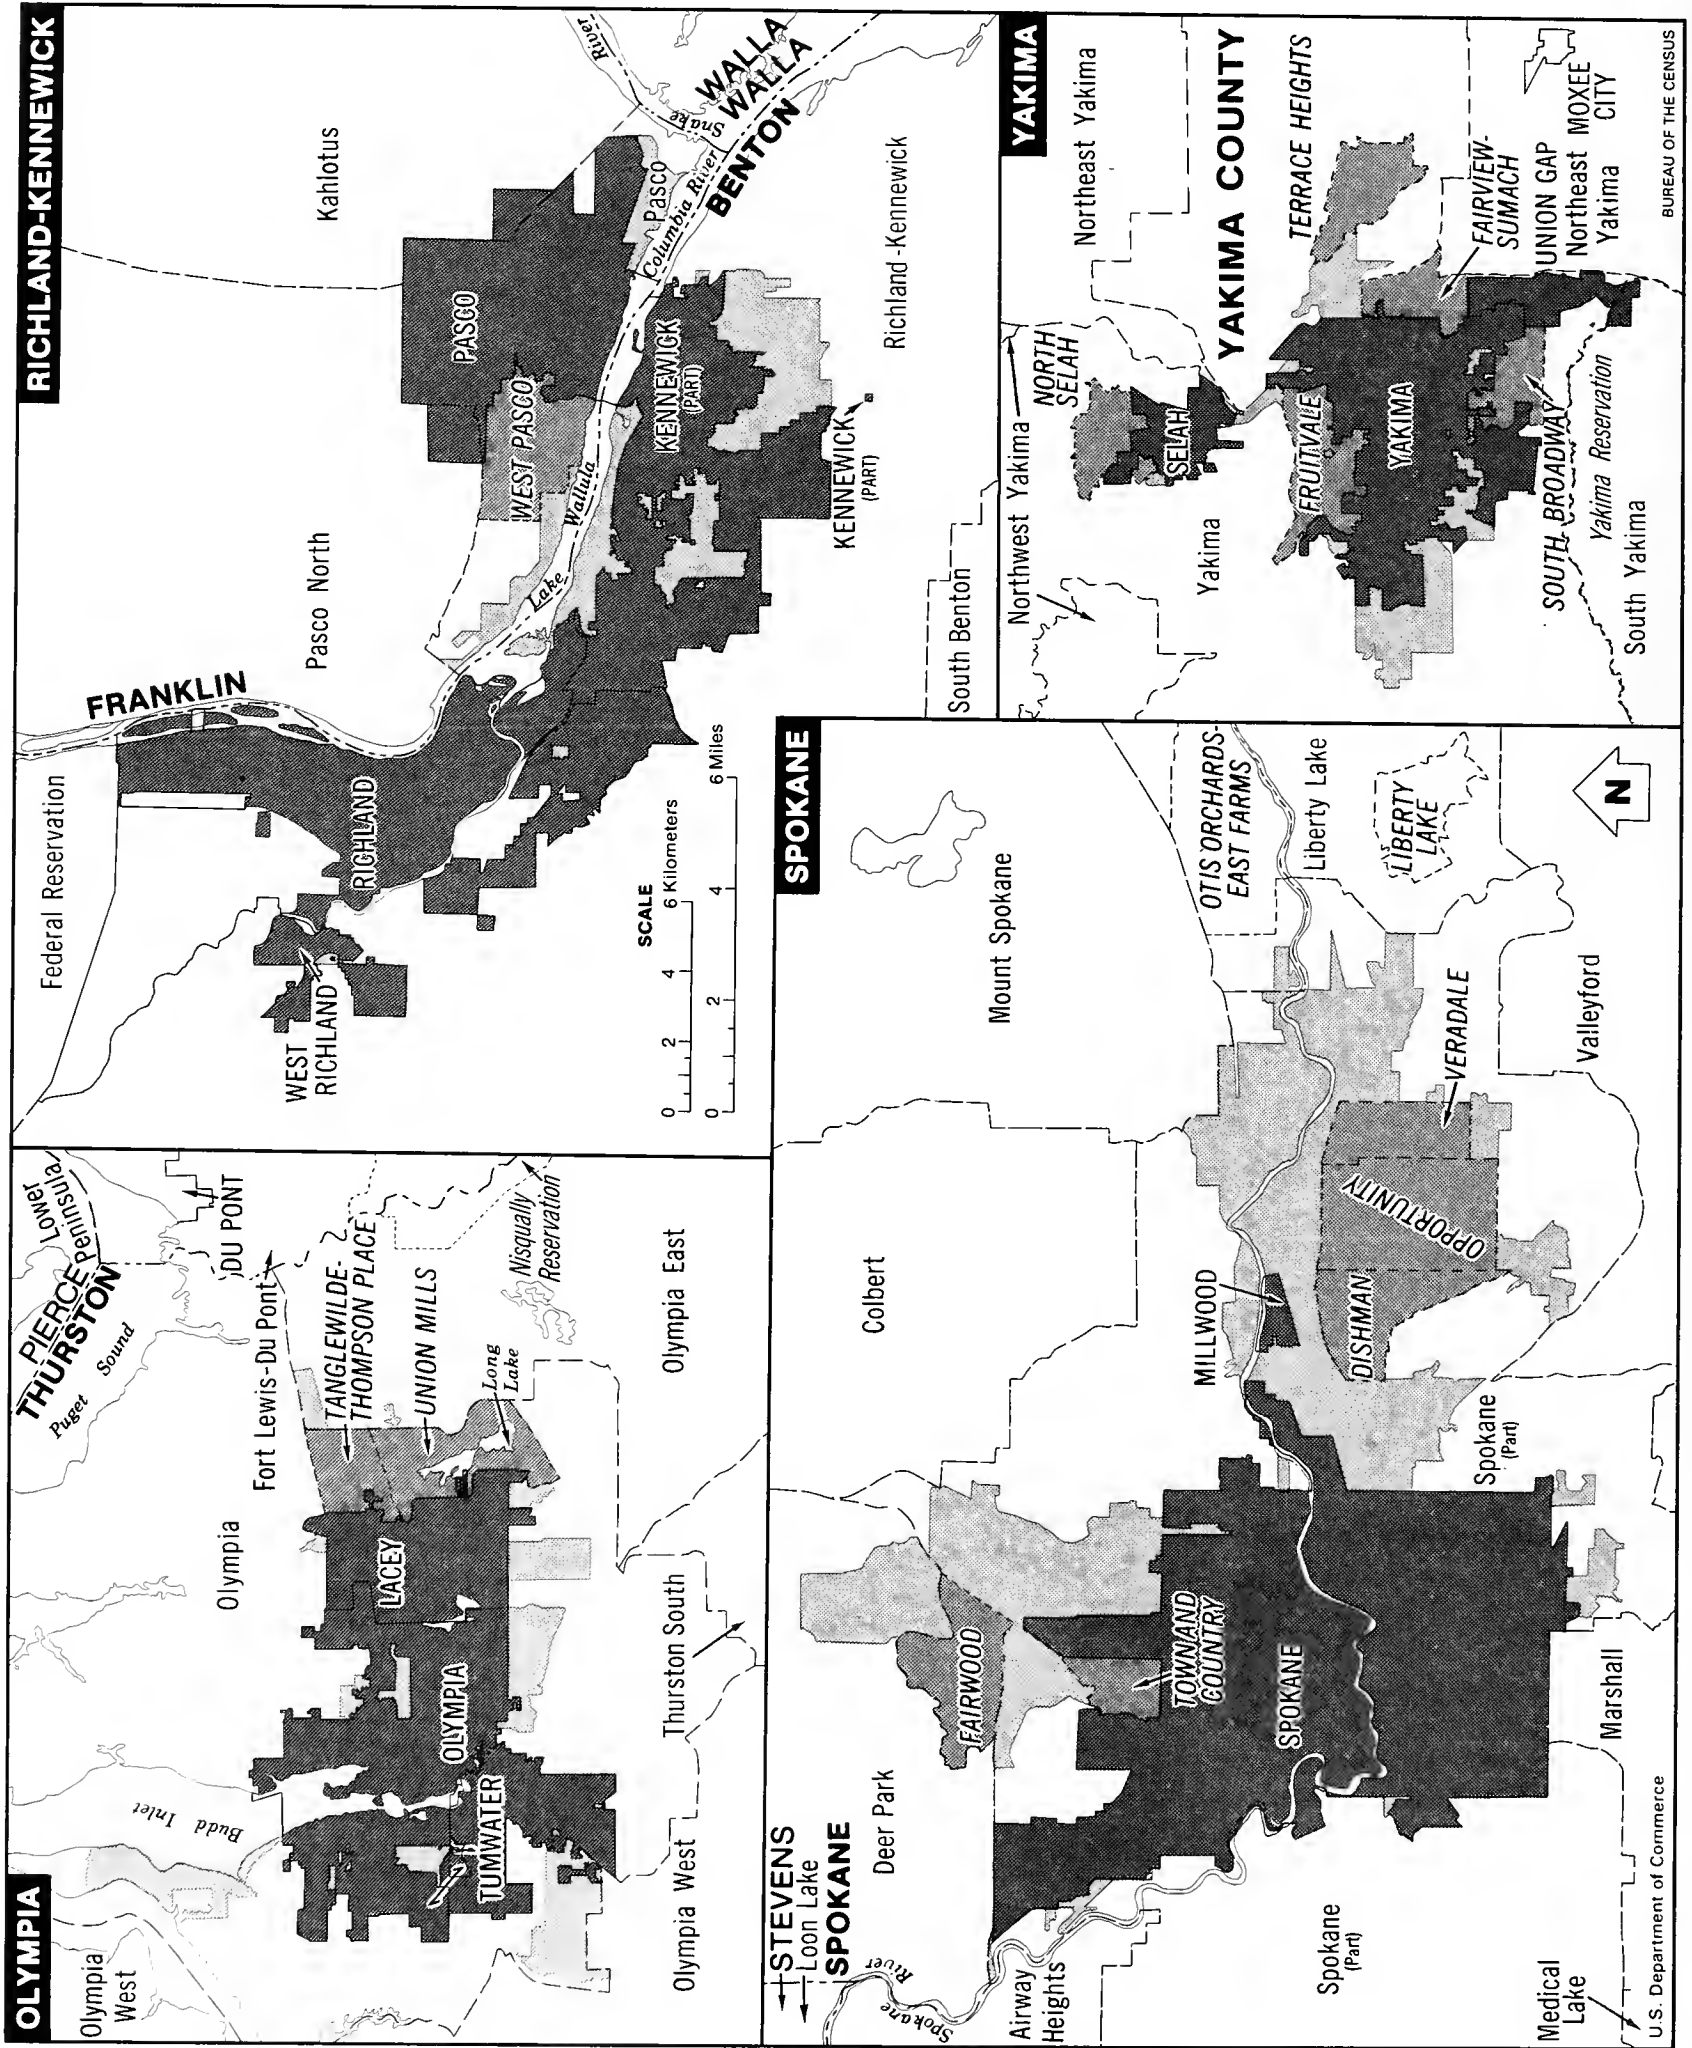 OLYMPIA
PIERCE
Lower
Peninsula
THURSTON
Puget Sound
DU PONT
Fort Lewis-Du Pont
TANGLEWILDE-
THOMPSON PLACE
UNION MILLS
Nisqually
Reservation
Long
Lake
Olympia East
Olympia
LACEY
OLYMPIA
TUMWATER
Budd Inlet
Thurston South
Olympia
West
Olympia West
RICHLAND-KENNEWICK
Federal Reservation
FRANKLIN
Pasco North
Kahlotus
River
Snake
WALLA
WALLA
BENTON
Columbia River
Pasco
PASCO
WEST PASCO
Lake Wallula
KENNEWICK
(PART)
KENNEWICK
(PART)
Richland-Kennewick
South Benton
RICHLAND
WEST
RICHLAND
SCALE
0 2 4 6 Kilometers
0 2 4 6 Miles
SPOKANE
STEVENS
Loon Lake
SPOKANE
Deer Park
Colbert
Mount Spokane
OTIS ORCHARDS-
EAST FARMS
Liberty Lake
LIBERTY
LAKE
FAIRWOOD
TOWN AND
COUNTRY
SPOKANE
MILLWOOD
DISHMAN
OPPORTUNITY
VERADALE
Valleyford
Spokane
(Part)
Marshall
Spokane River
Airway
Heights
Spokane
(Part)
Medical
Lake
N
U.S. Department of Commerce
YAKIMA
Northeast Yakima
YAKIMA COUNTY
TERRACE HEIGHTS
NORTH
SELAH
SELAH
Northwest Yakima
Yakima
FRUITVALE
YAKIMA
FAIRVIEW-
SUMACH
UNION GAP
Northeast
Yakima
MOXEE
CITY
SOUTH BROADWAY
Yakima Reservation
South Yakima
BUREAU OF THE CENSUS